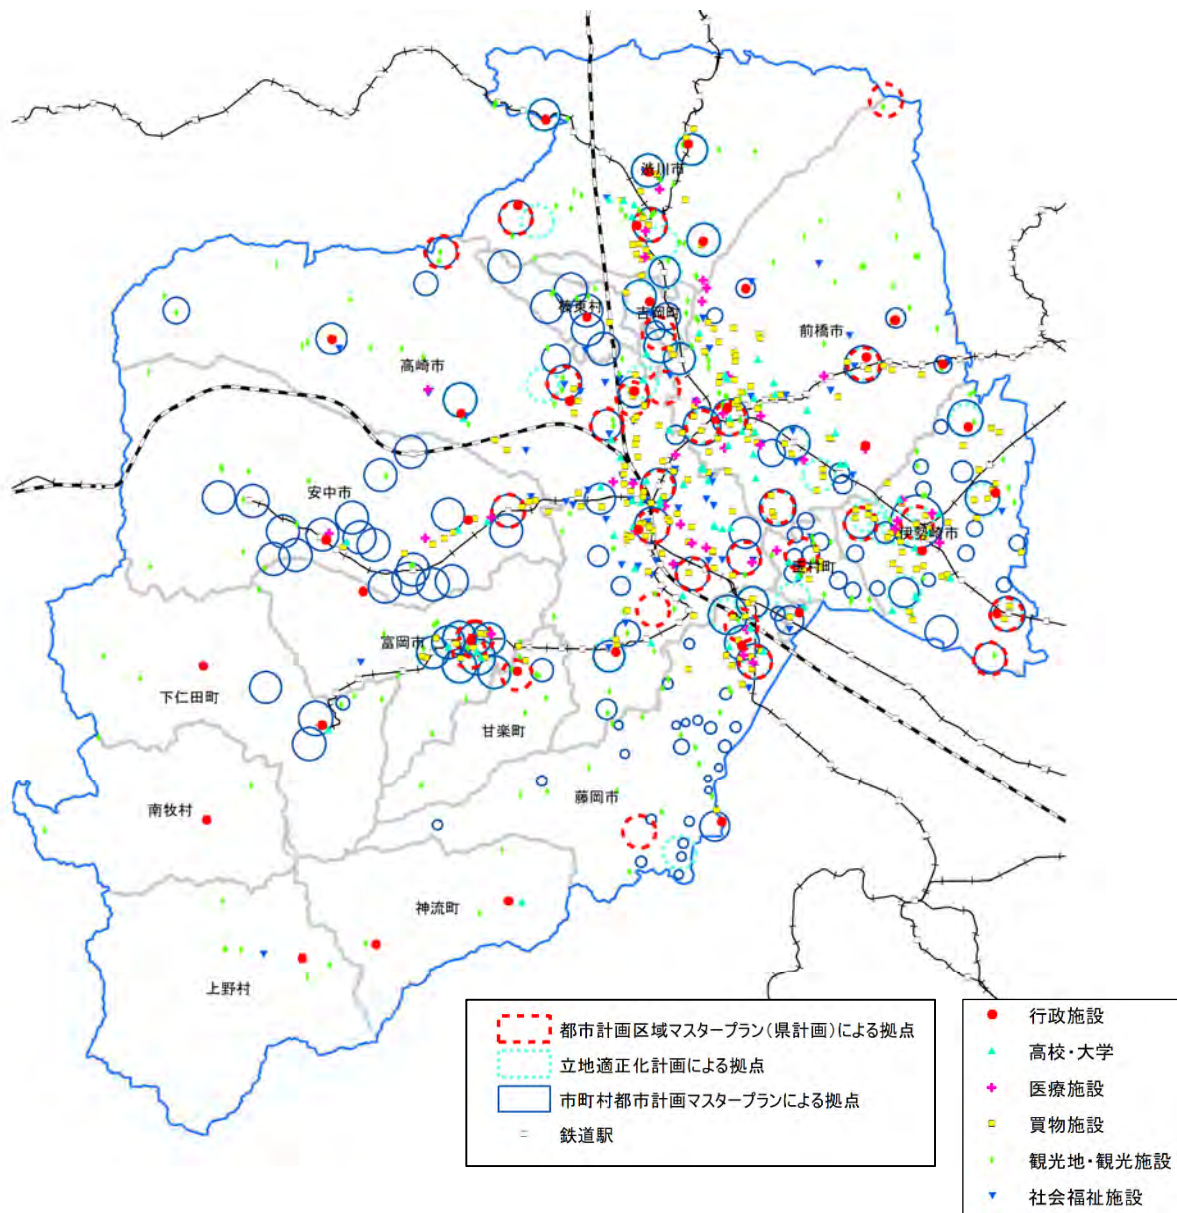 渋川市
榛東村
吉岡町
前橋市
高崎市
安中市
伊勢崎市
玉村町
富岡市
下仁田町
甘楽町
藤岡市
南牧村
神流町
上野村
都市計画区域マスタープラン(県計画)による拠点
立地適正化計画による拠点
市町村都市計画マスタープランによる拠点
鉄道駅
行政施設
高校・大学
医療施設
買物施設
観光地・観光施設
社会福祉施設